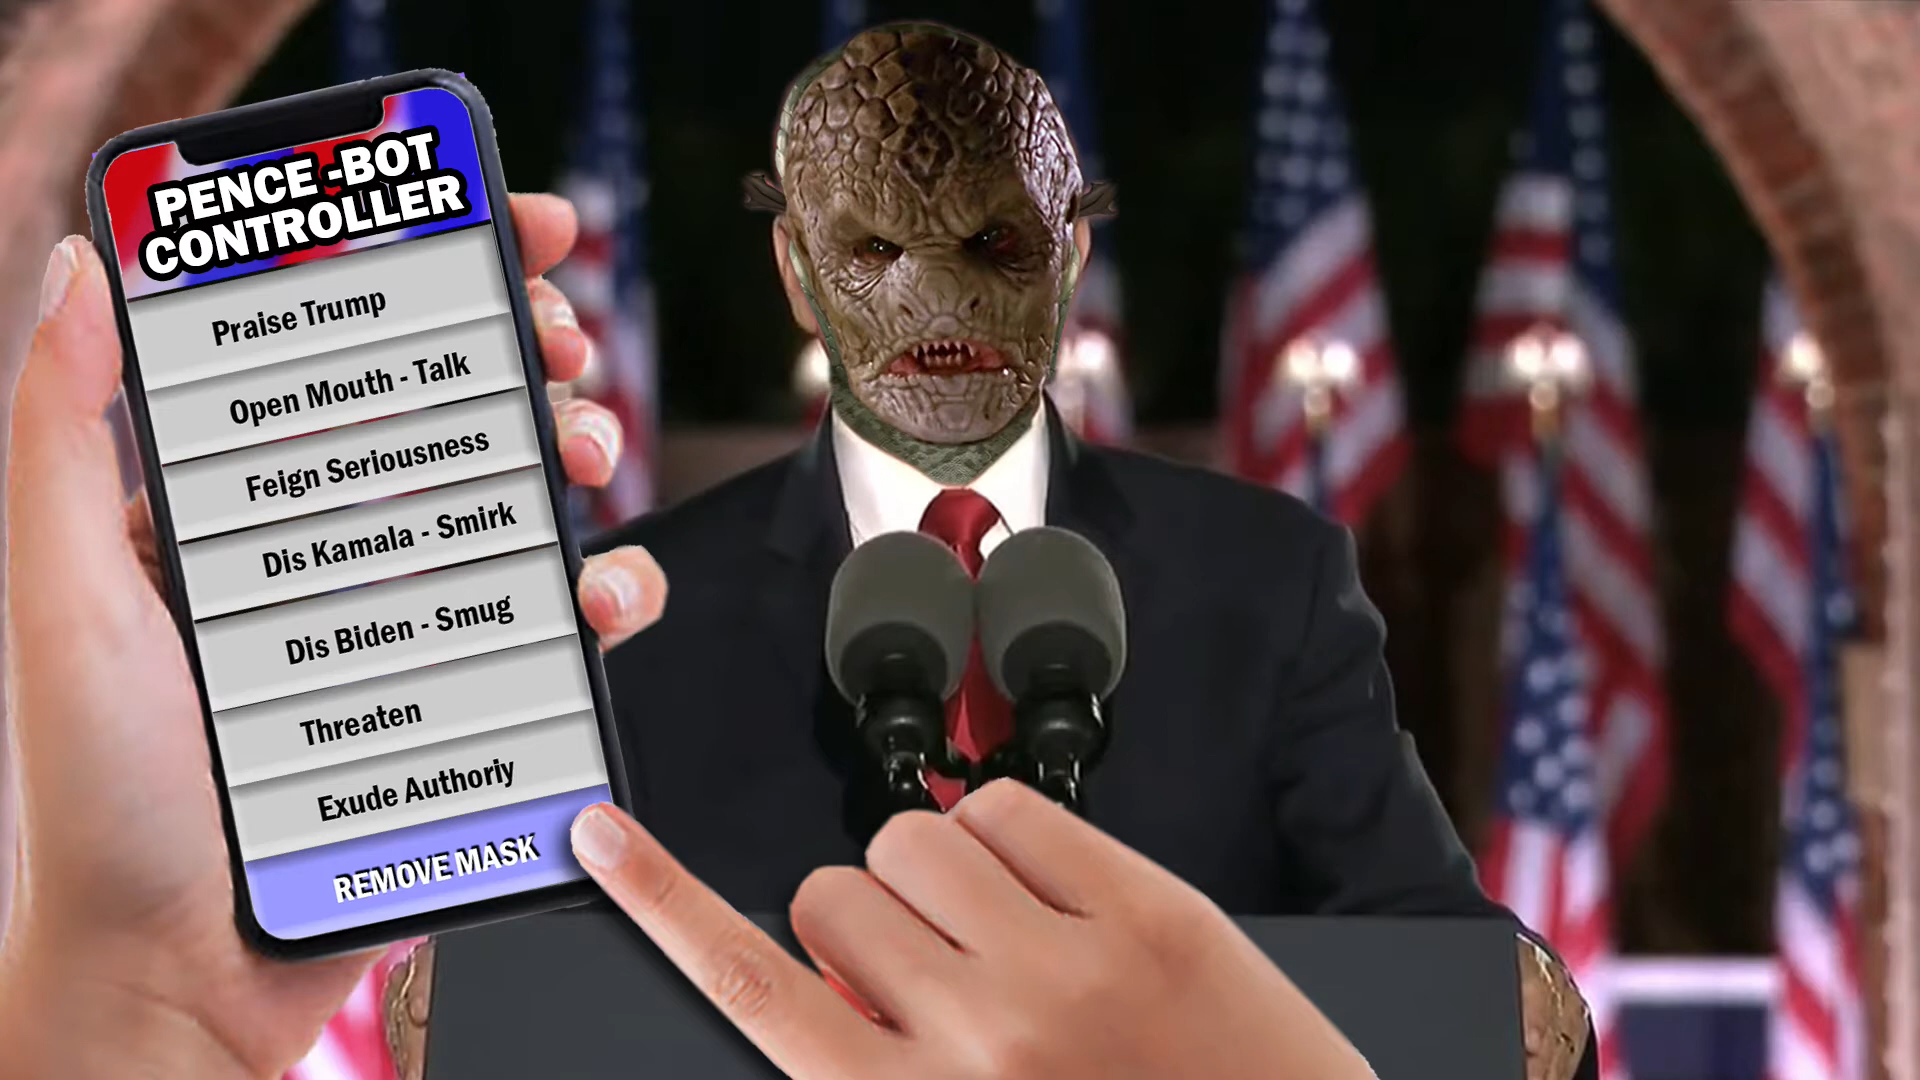 PENCE -BOT
CONTROLLER
Praise Trump
Open Mouth - Talk
Feign Seriousness
Dis Kamala - Smirk
Dis Biden - Smug
Threaten
Exude Authoriy
REMOVE MASK